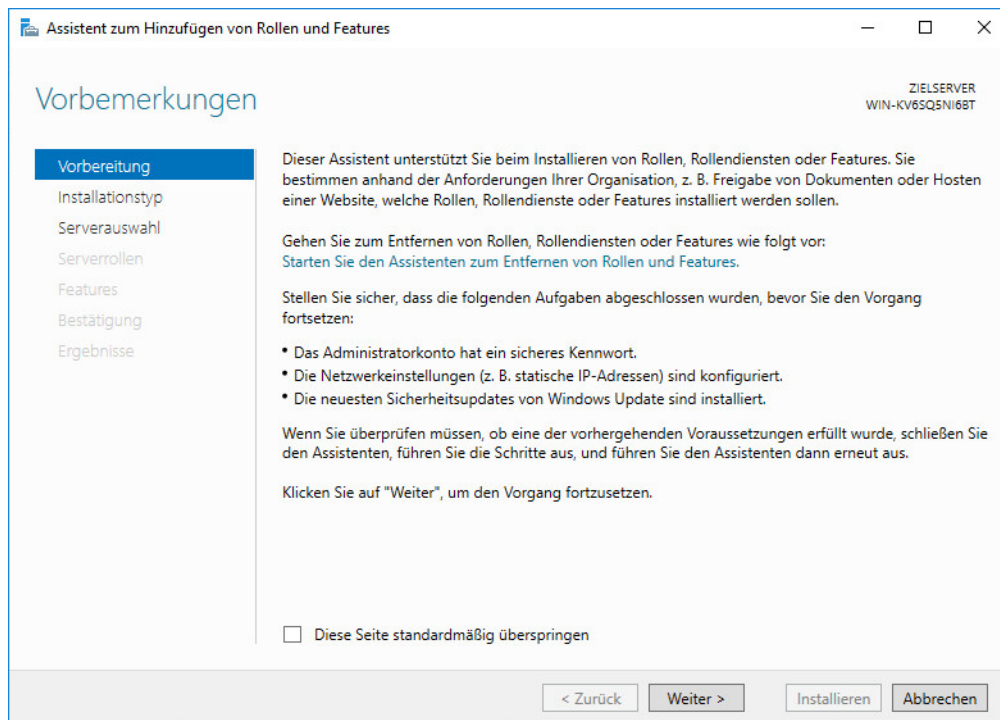 Assistent zum Hinzufügen von Rollen und Features
Vorbemerkungen
ZIELSERVER
WIN-KV6SQ5NI6BT
Vorbereitung
Installationstyp
Serverauswahl
Serverrollen
Features
Bestätigung
Ergebnisse
Dieser Assistent unterstützt Sie beim Installieren von Rollen, Rollendiensten oder Features. Sie
bestimmen anhand der Anforderungen Ihrer Organisation, z. B. Freigabe von Dokumenten oder Hosten
einer Website, welche Rollen, Rollendienste oder Features installiert werden sollen.
Gehen Sie zum Entfernen von Rollen, Rollendiensten oder Features wie folgt vor:
Starten Sie den Assistenten zum Entfernen von Rollen und Features.
Stellen Sie sicher, dass die folgenden Aufgaben abgeschlossen wurden, bevor Sie den Vorgang
fortsetzen:
• Das Administratorkonto hat ein sicheres Kennwort.
• Die Netzwerkeinstellungen (z. B. statische IP-Adressen) sind konfiguriert.
• Die neuesten Sicherheitsupdates von Windows Update sind installiert.
Wenn Sie überprüfen müssen, ob eine der vorhergehenden Voraussetzungen erfüllt wurde, schließen Sie
den Assistenten, führen Sie die Schritte aus, und führen Sie den Assistenten dann erneut aus.
Klicken Sie auf "Weiter", um den Vorgang fortzusetzen.
Diese Seite standardmäßig überspringen
< Zurück
Weiter >
Installieren
Abbrechen